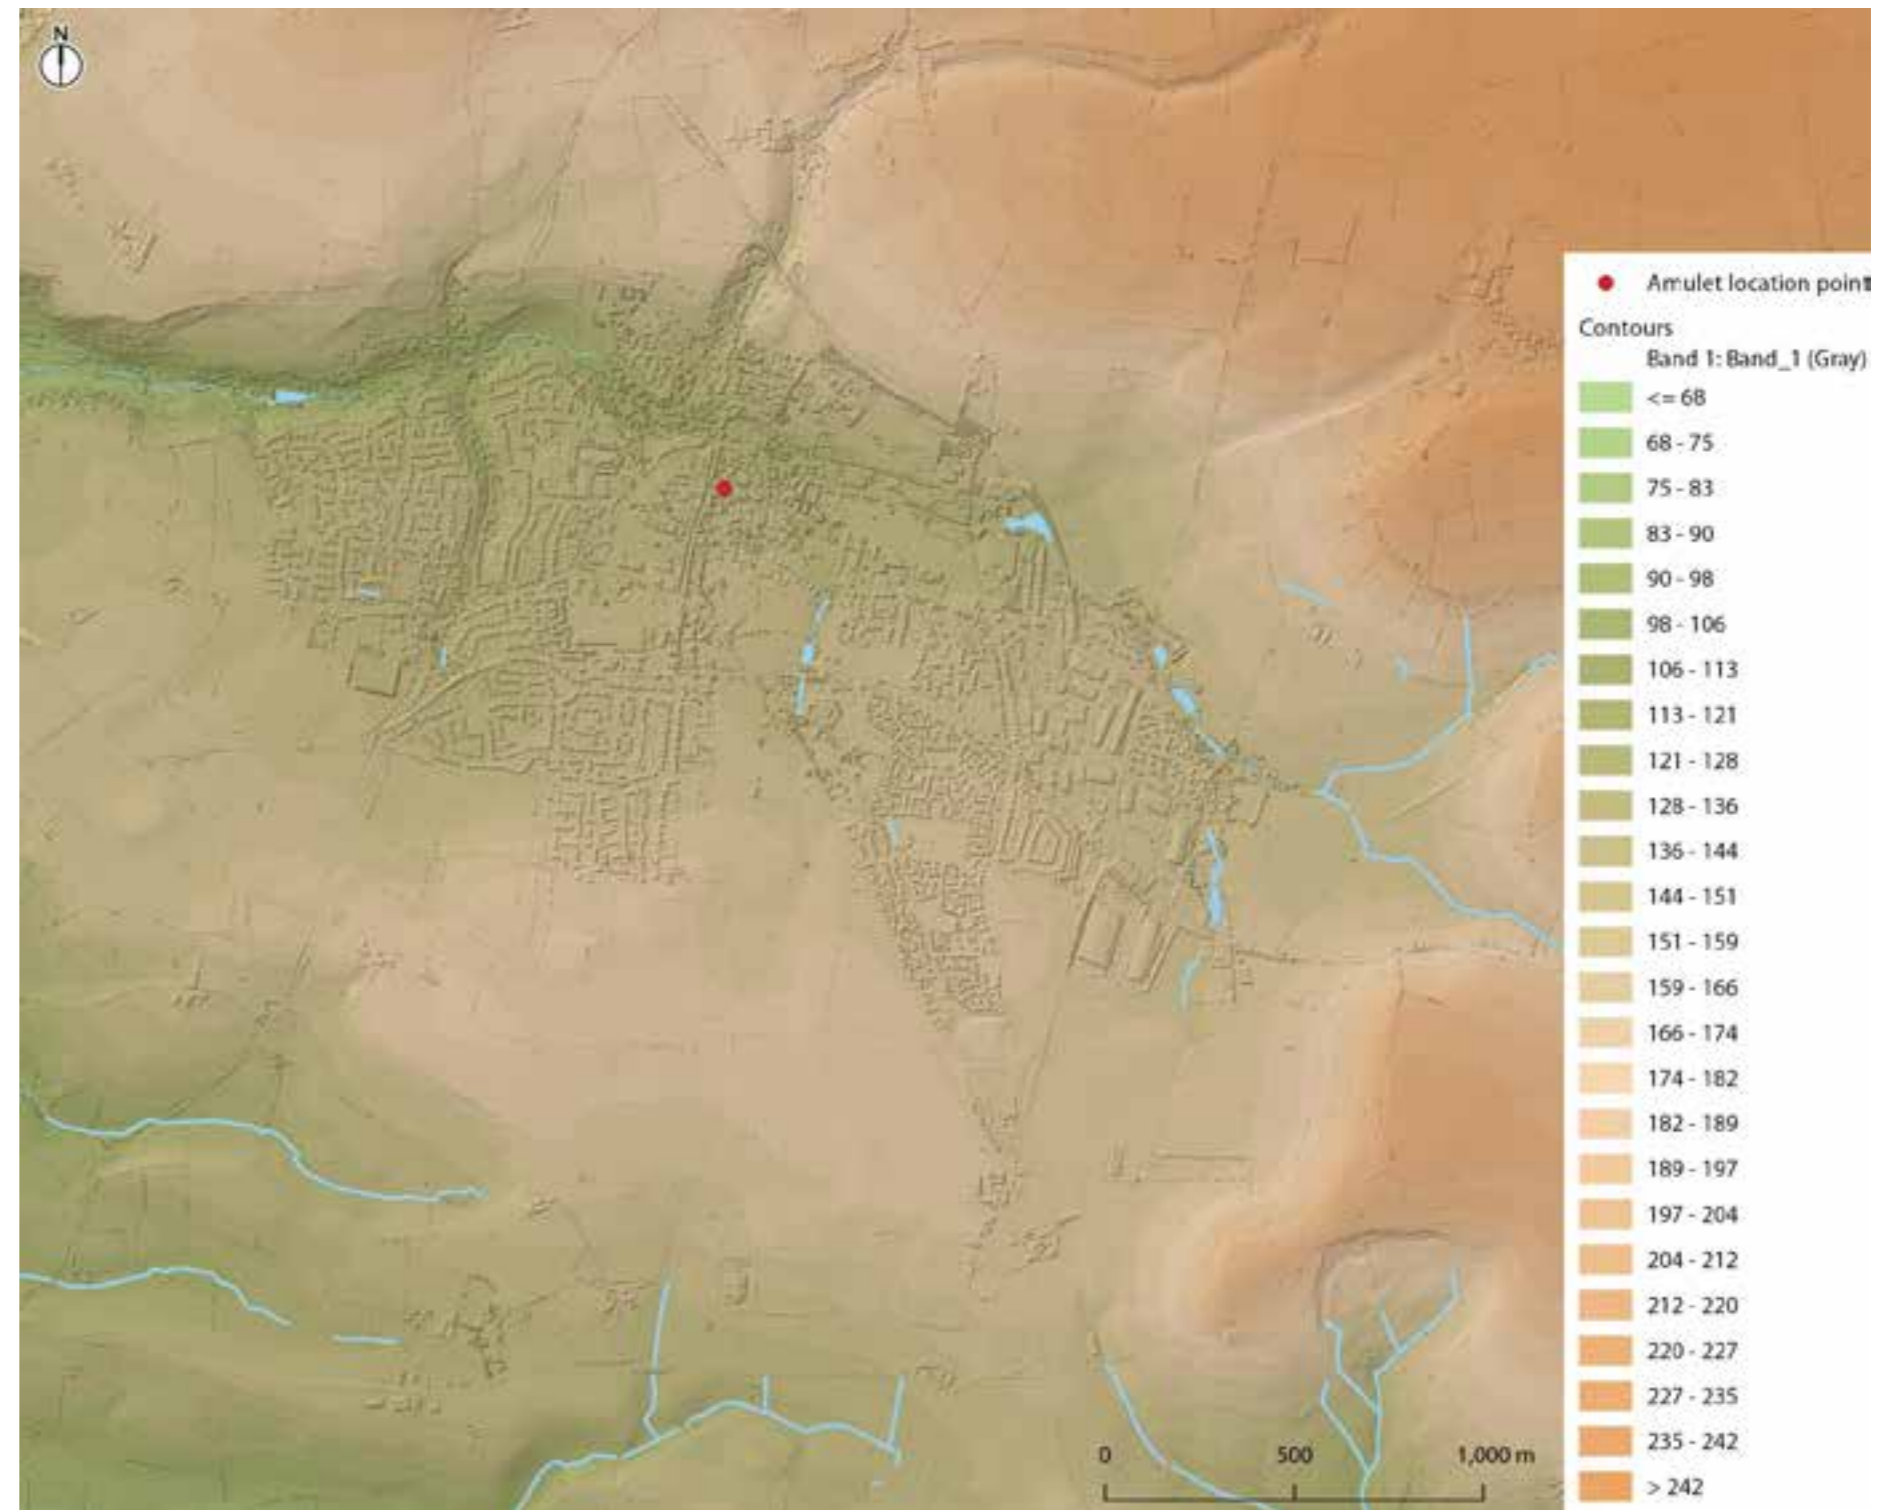 N
Amulet location point
Contours
Band 1: Band_1 (Gray)
<= 68
68 - 75
75 - 83
83 - 90
90 - 98
98 - 106
106 - 113
113 - 121
121 - 128
128 - 136
136 - 144
144 - 151
151 - 159
159 - 166
166 - 174
174 - 182
182 - 189
189 - 197
197 - 204
204 - 212
212 - 220
220 - 227
227 - 235
235 - 242
> 242
0 500 1,000 m